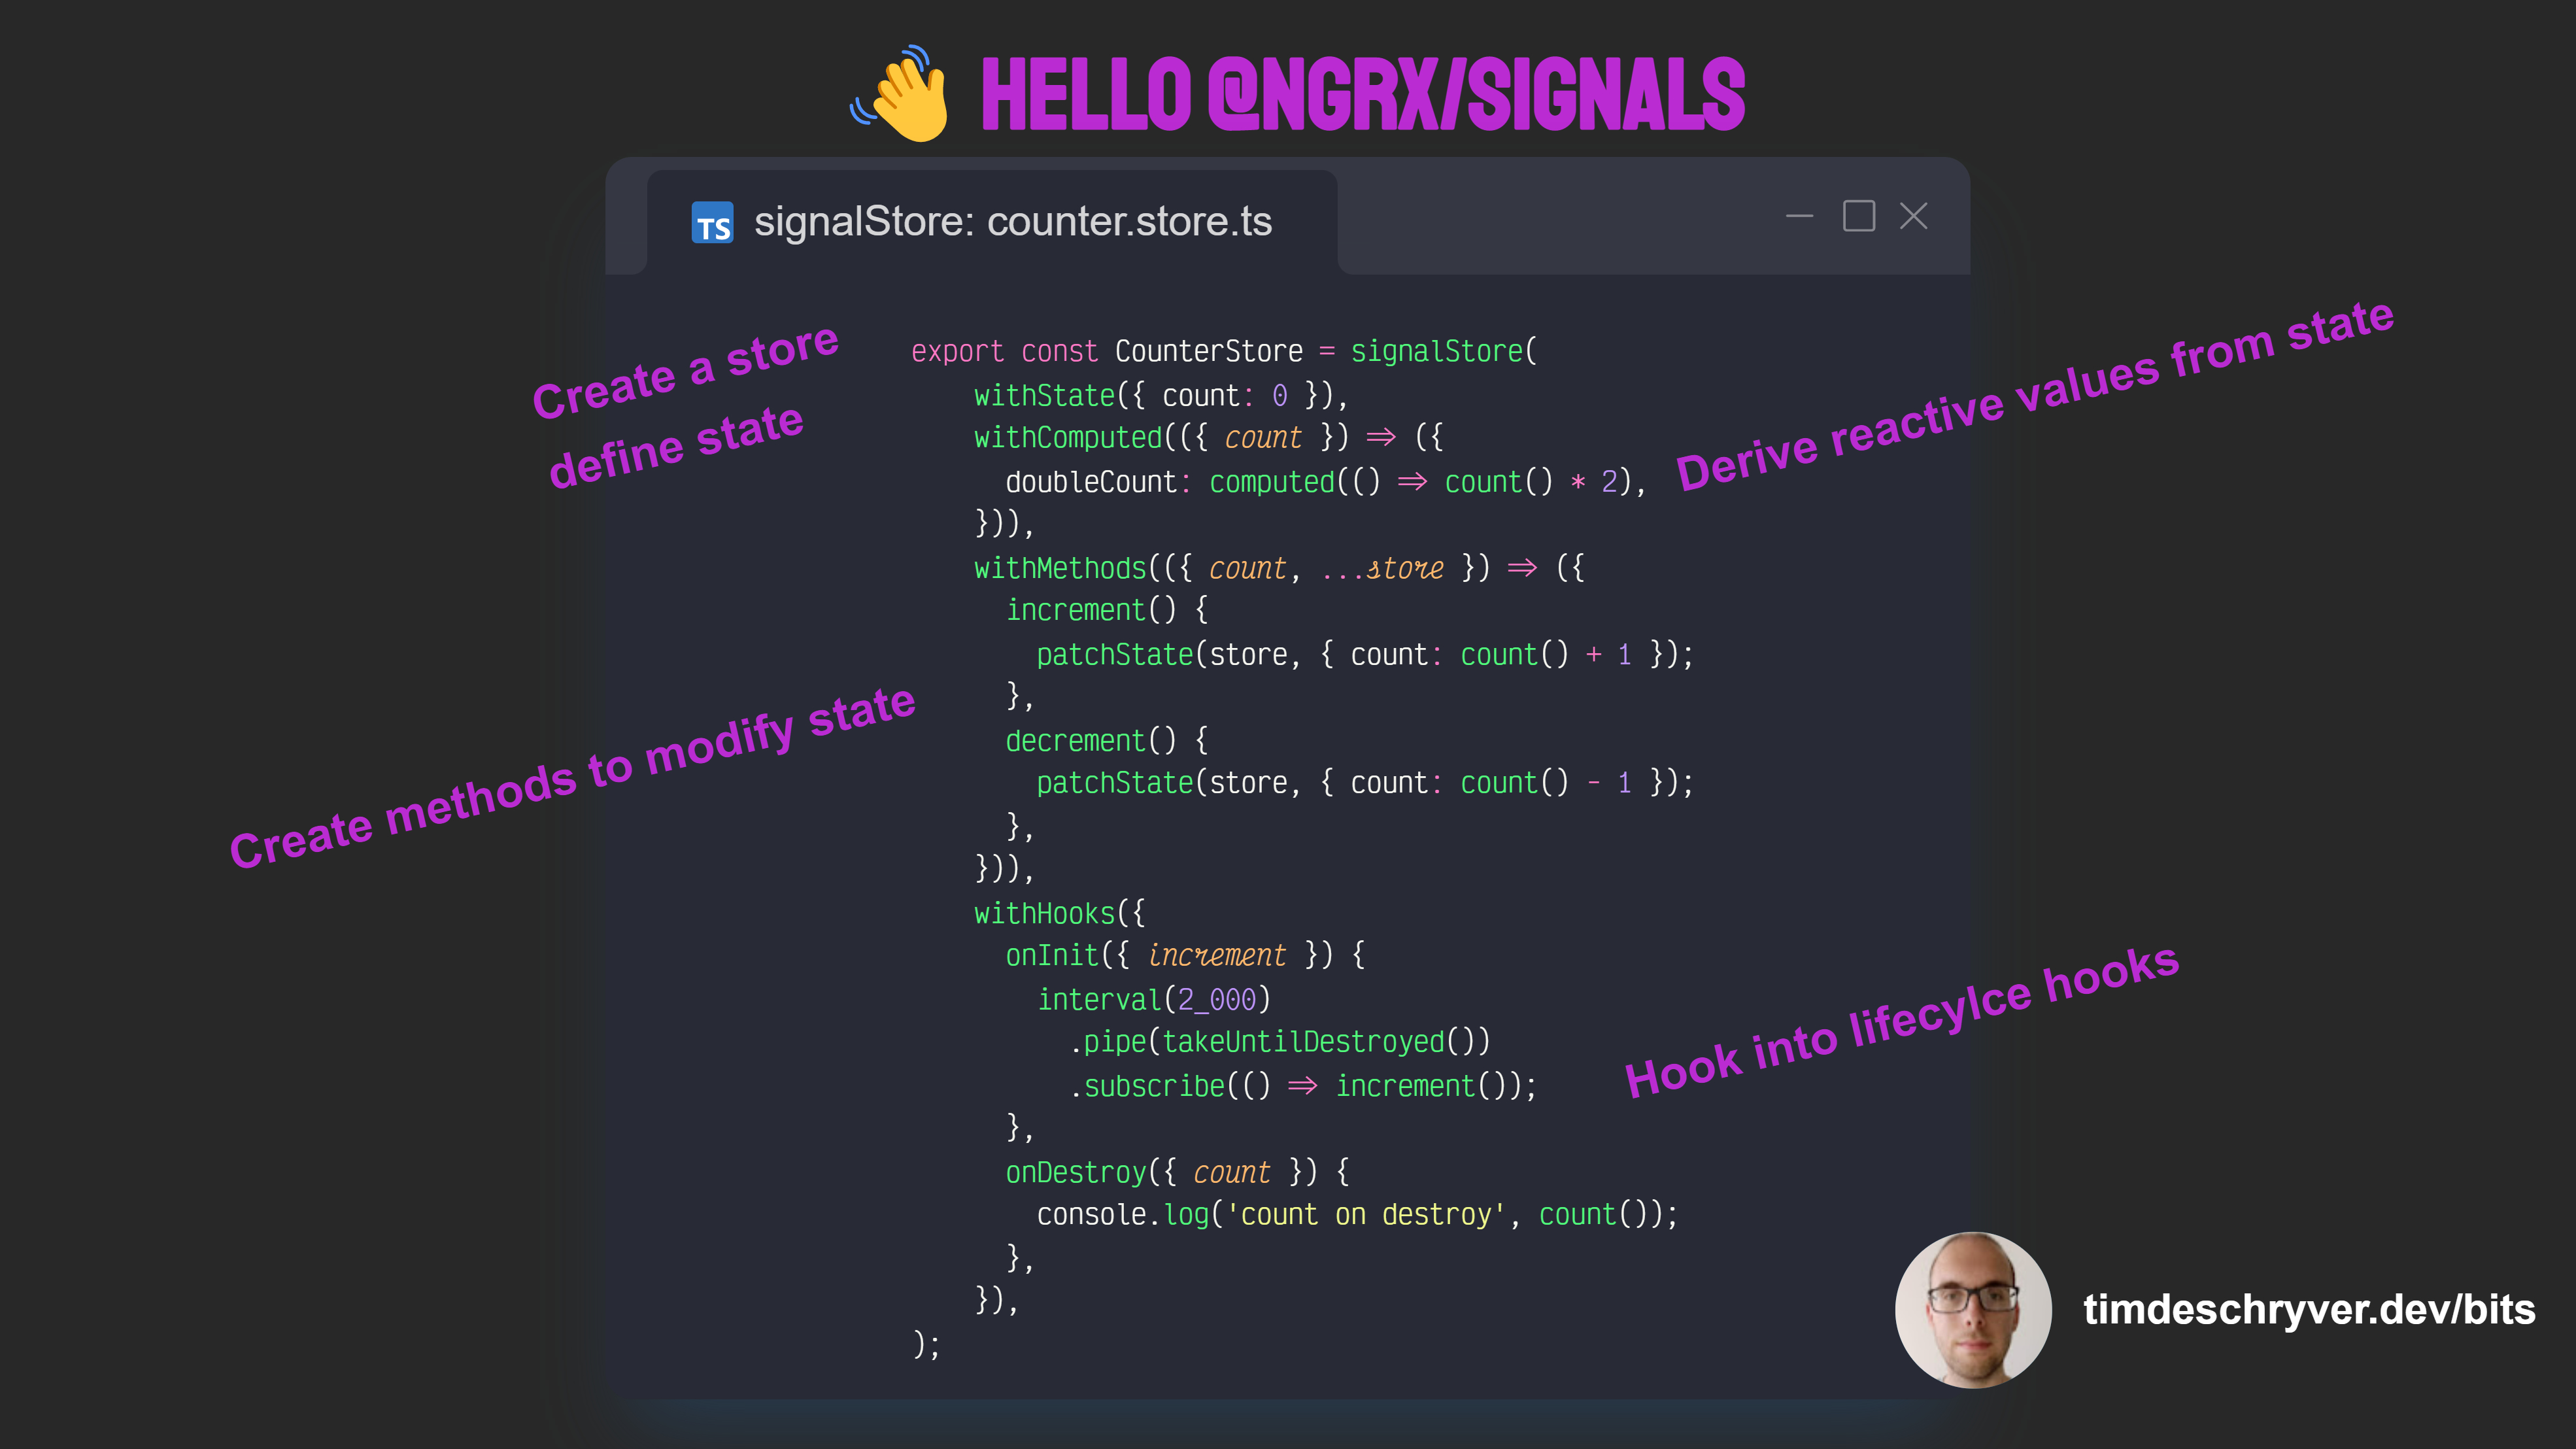 HELLO @NGRX/SIGNALS
TS signalStore: counter.store.ts
Create a store
define state
Derive reactive values from state
Create methods to modify state
Hook into lifecylce hooks
export const CounterStore = signalStore(
withState({ count: 0 }),
withComputed(({ count }) => ({
doubleCount: computed(() => count() * 2),
})),
withMethods(({ count, ...store }) => ({
increment() {
patchState(store, { count: count() + 1 });
},
decrement() {
patchState(store, { count: count() - 1 });
},
})),
withHooks({
onInit({ increment }) {
interval(2_000)
.pipe(takeUntilDestroyed())
.subscribe(() => increment());
},
onDestroy({ count }) {
console.log('count on destroy', count());
},
}),
);
timdeschryver.dev/bits